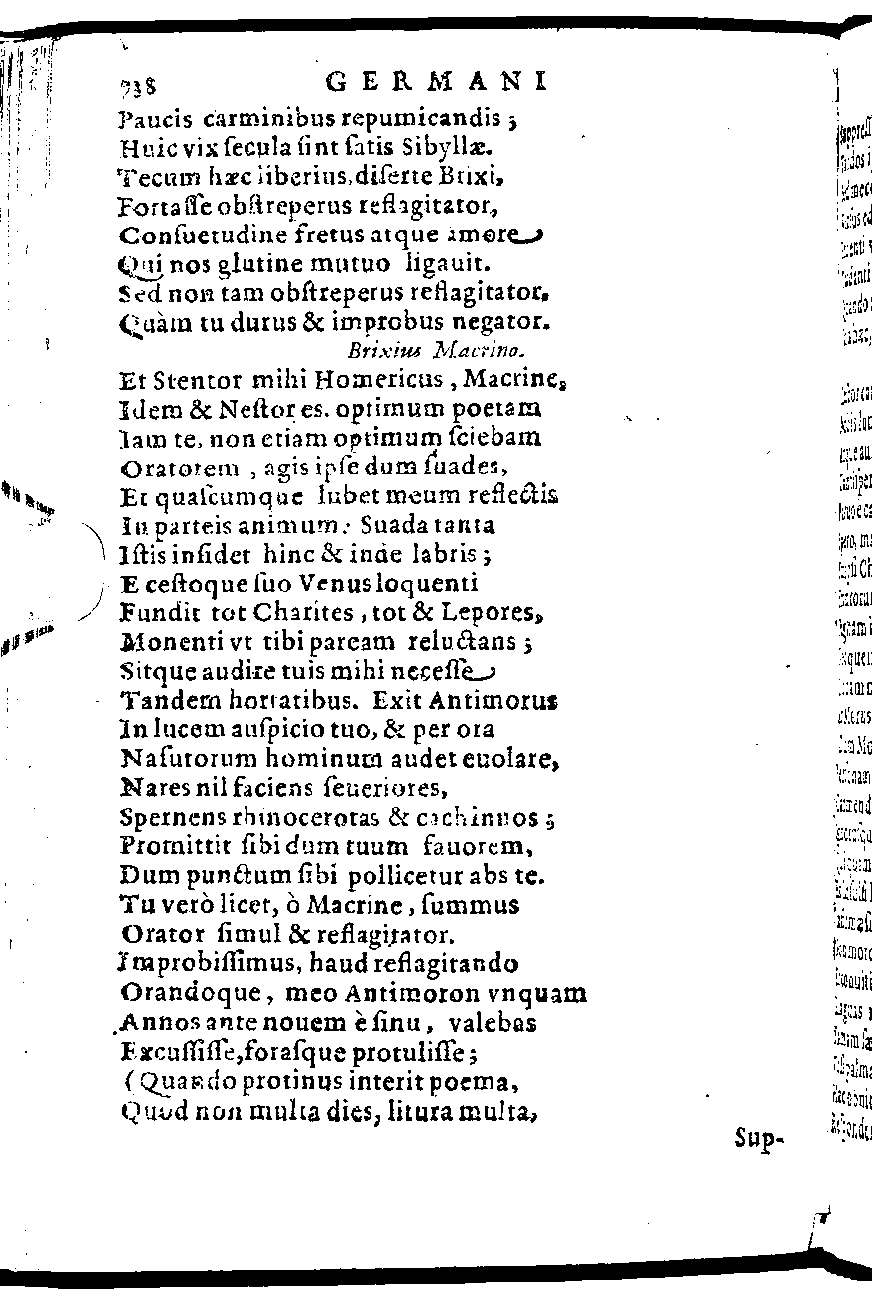 738 GERMANI
Paucis carminibus repumicandis ;
Huic vix ſecula ſint ſatis Sibyllæ.
Tecum hæc liberius, diſerte Brixi,
Fortaſſe obſtreperus reflagitator,
Conſuetudine fretus atque amore
Qui nos glutine mutuo ligauit.
Sed non tam obſtreperus reflagitator,
Quàm tu durus & improbus negator.
Brixius Macrino.
Et Stentor mihi Homericus , Macrine,
Idem & Neſtor es. optimum poetam
Iam te, non etiam optimum ſciebam
Oratorem , agis ipſe dum ſuades,
Et quaſcumque lubet meum reflectis
In parteis animum: Suada tanta
Iſtis inſidet hinc & inde labris ;
E ceſtoque ſuo Venus loquenti
Fundit tot Charites , tot & Lepores,
Monenti vt tibi paream reluctans ;
Sitque audire tuis mihi neceſſe
Tandem hortatibus. Exit Antimorus
In lucem auſpicio tuo, & per ora
Naſutorum hominum audet euolare,
Nares nil faciens ſeueriores,
Spernens rhinocerotas & cachinnos ;
Promittit ſibi dum tuum fauorem,
Dum punctum ſibi pollicetur abs te.
Tu verò licet, ò Macrine , ſummus
Orator ſimul & reflagitator.
Improbiſſimus, haud reflagitando
Orandoque , meo Antimoron vnquam
Annos ante nouem è ſinu, valebas
Excuſſiſſe, foraſque protuliſſe ;
(Quando protinus interit poema,
Quod non multa dies, litura multa,
Sup-